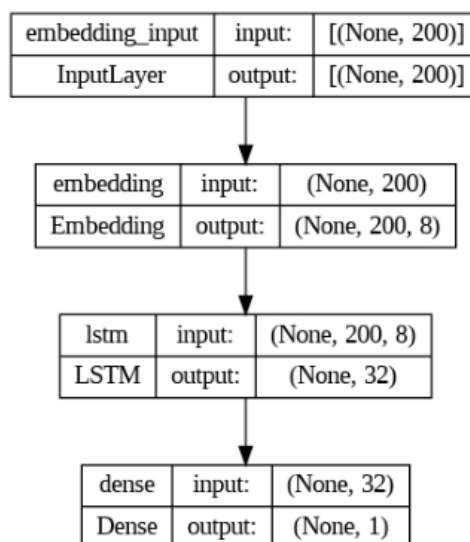 embedding_input input: [(None, 200)]
InputLayer output: [(None, 200)]
embedding input: (None, 200)
Embedding output: (None, 200, 8)
lstm input: (None, 200, 8)
LSTM output: (None, 32)
dense input: (None, 32)
Dense output: (None, 1)